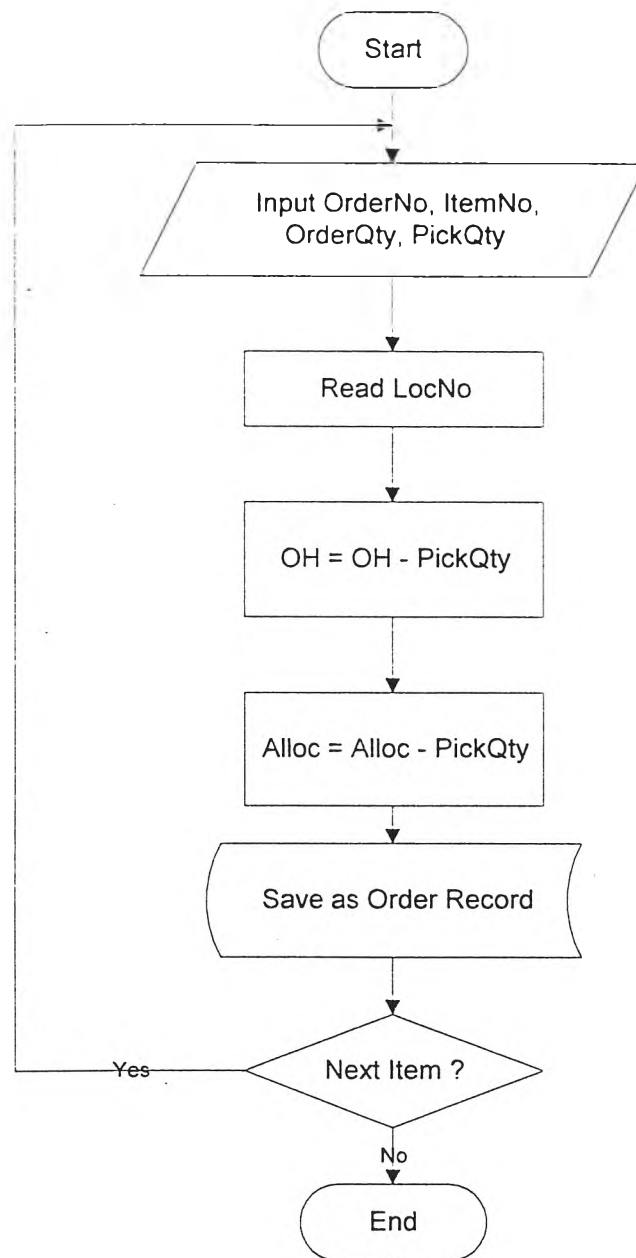 Start
Input OrderNo, ItemNo,
OrderQty, PickQty
Read LocNo
OH = OH - PickQty
Alloc = Alloc - PickQty
Save as Order Record
Next Item ?
Yes
No
End